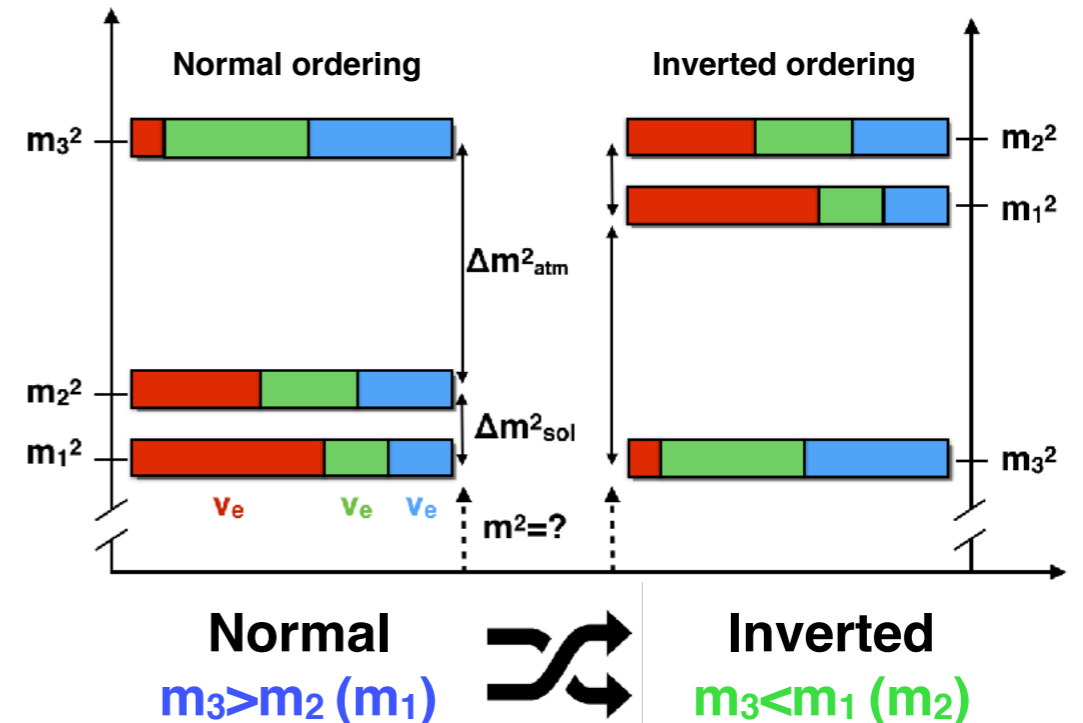 Normal ordering
Inverted ordering
m₃²
m₂²
m₂²
m₁²
Δm²atm
m₂²
Δm²sol
m₁²
m₃²
νe νe νe
m²=?
Normal
Inverted
m₃>m₂ (m₁)
m₃<m₁ (m₂)